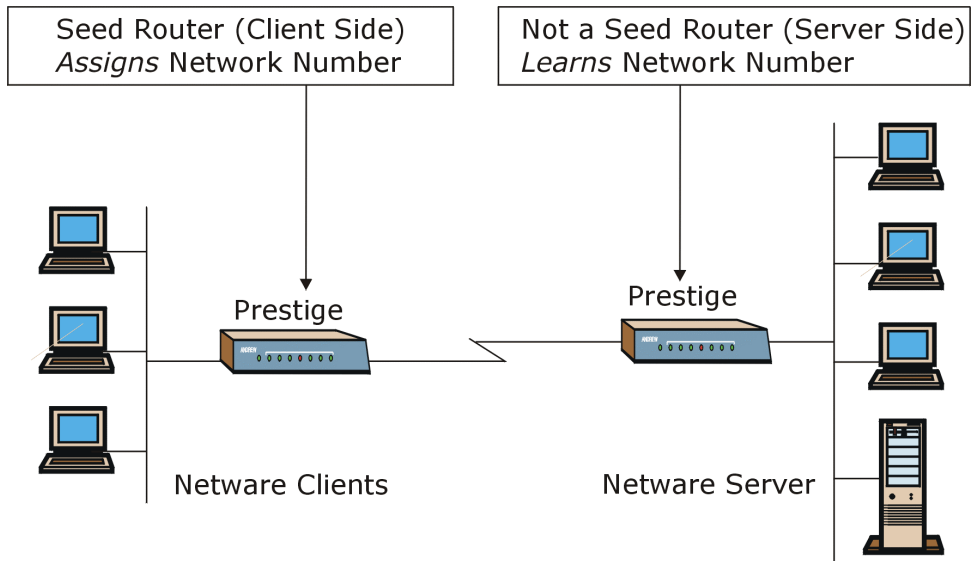 Seed Router (Client Side)
Assigns Network Number
Not a Seed Router (Server Side)
Learns Network Number
Prestige
Prestige
Netware Clients
Netware Server